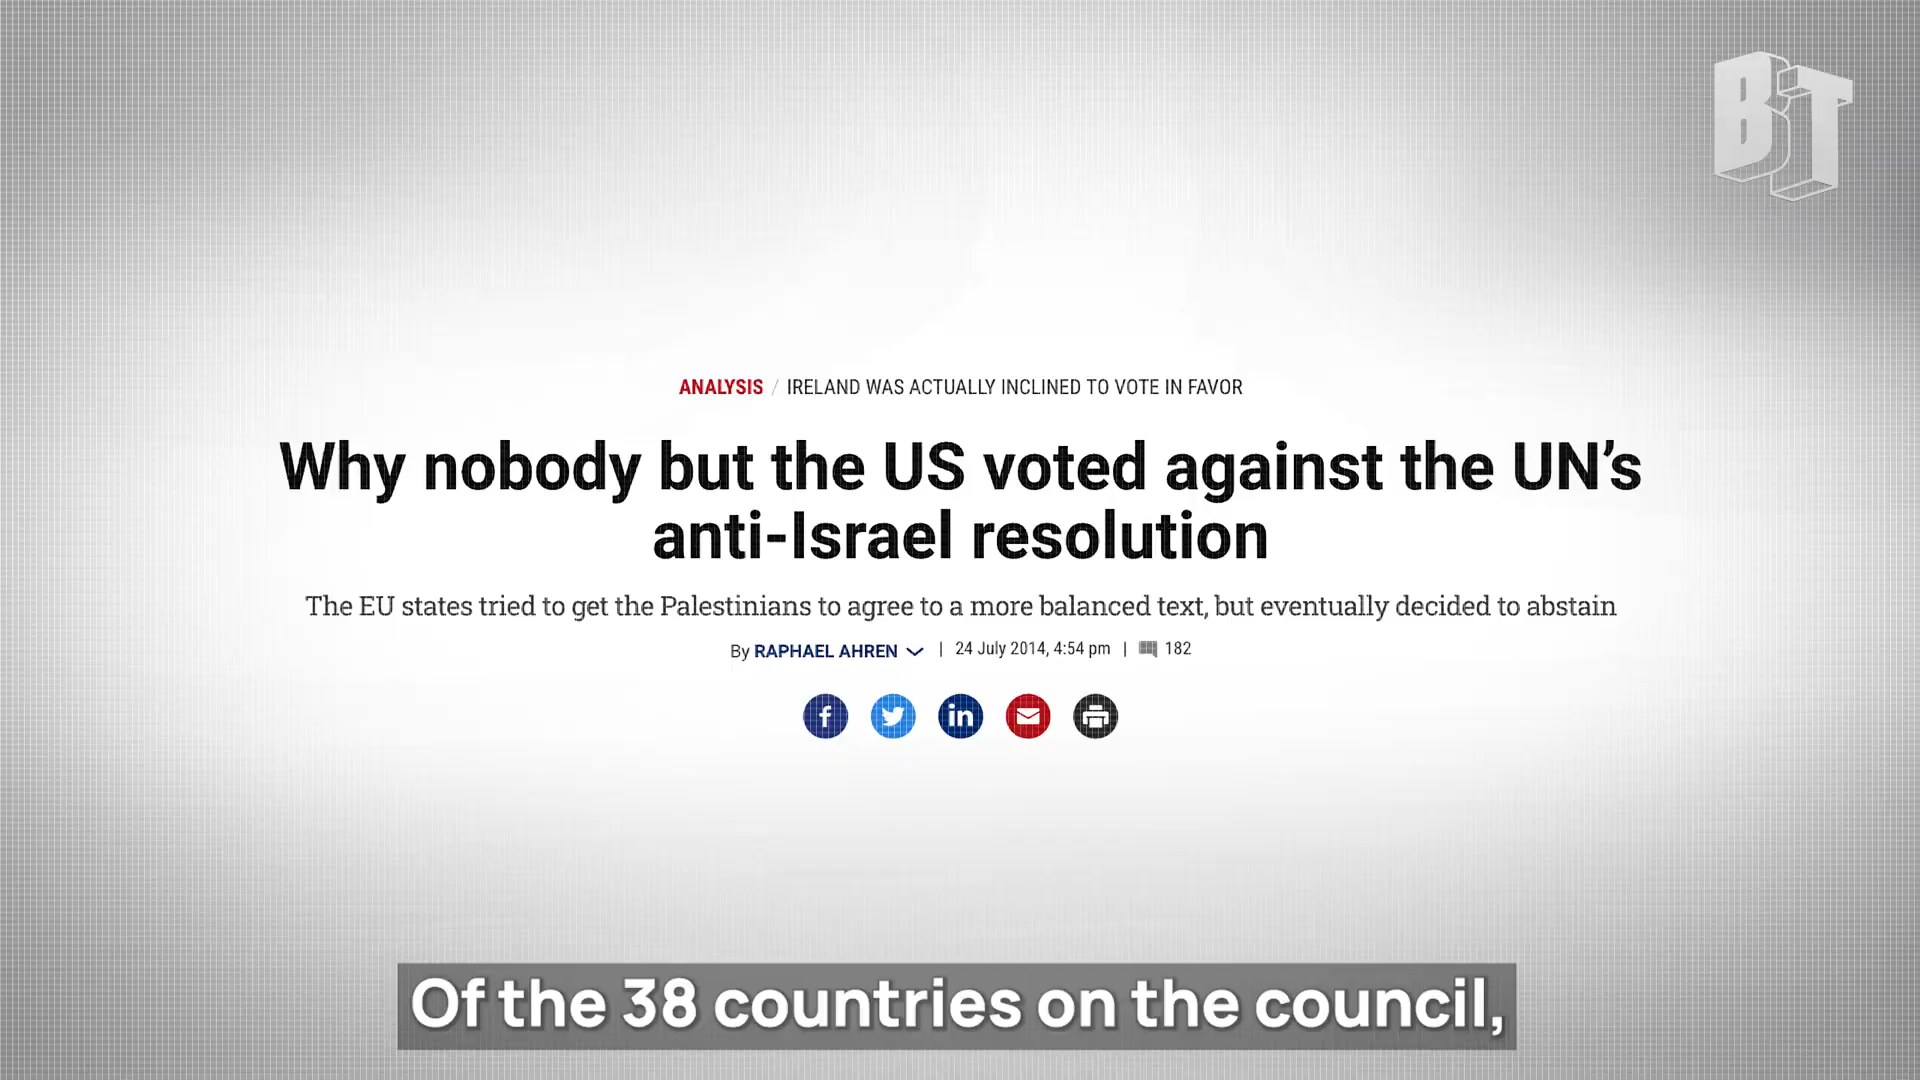 BT
ANALYSIS / IRELAND WAS ACTUALLY INCLINED TO VOTE IN FAVOR
Why nobody but the US voted against the UN’s
anti-Israel resolution
The EU states tried to get the Palestinians to agree to a more balanced text, but eventually decided to abstain
By RAPHAEL AHREN | 24 July 2014, 4:54 pm | 182
f in
Of the 38 countries on the council,